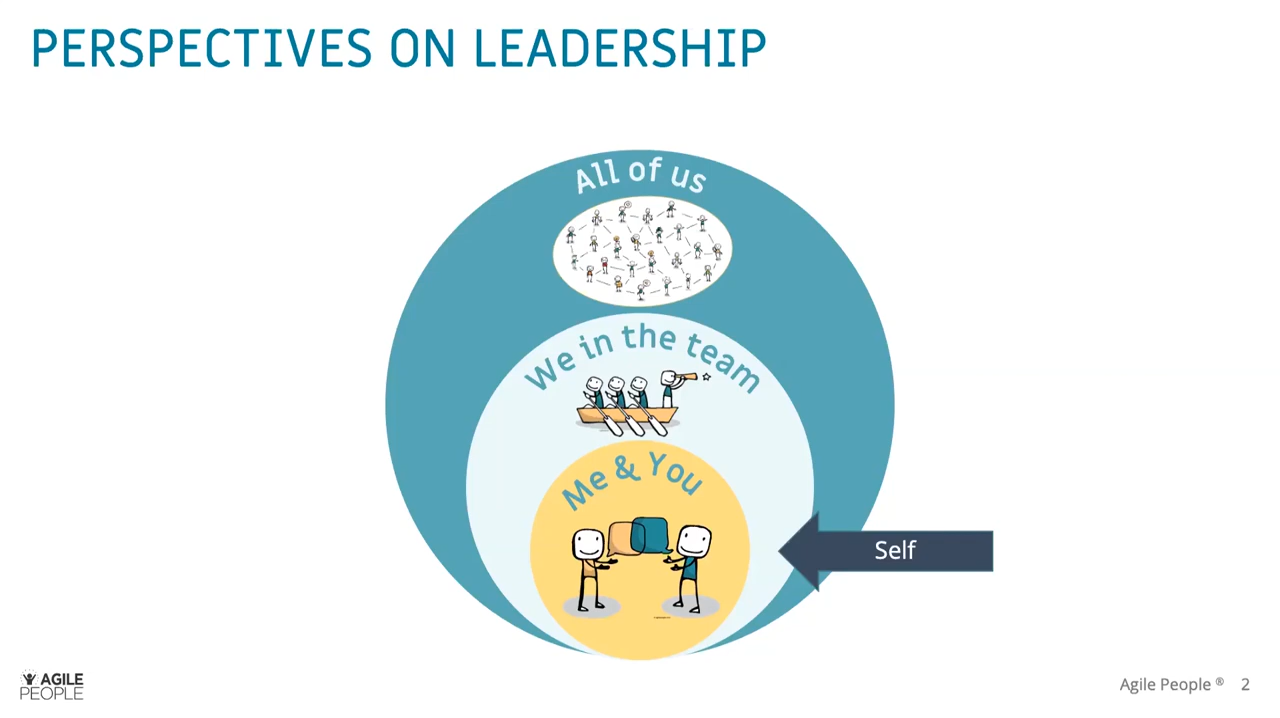 PERSPECTIVES ON LEADERSHIP
All of us
We in the team
Me & You
Self
AGILE
PEOPLE
Agile People ® 2